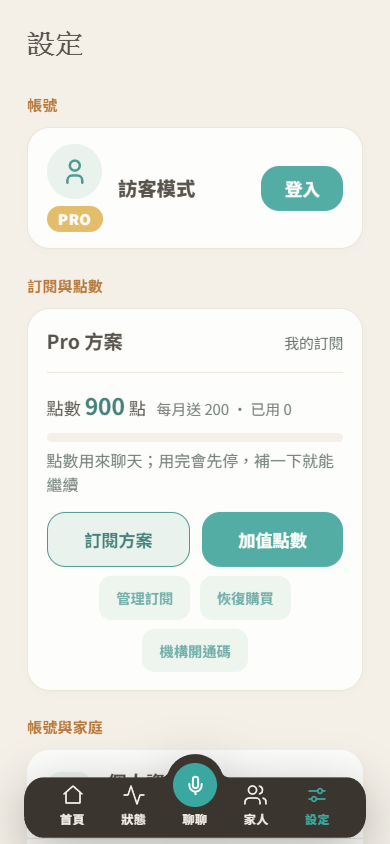 設定
帳號
訪客模式
登入
PRO
訂閱與點數
Pro 方案
我的訂閱
點數 900 點 每月送 200 · 已用 0
點數用來聊天；用完會先停，補一下就能
繼續
訂閱方案
加值點數
管理訂閱
恢復購買
機構開通碼
帳號與家庭
首頁
狀態
聊聊
家人
設定